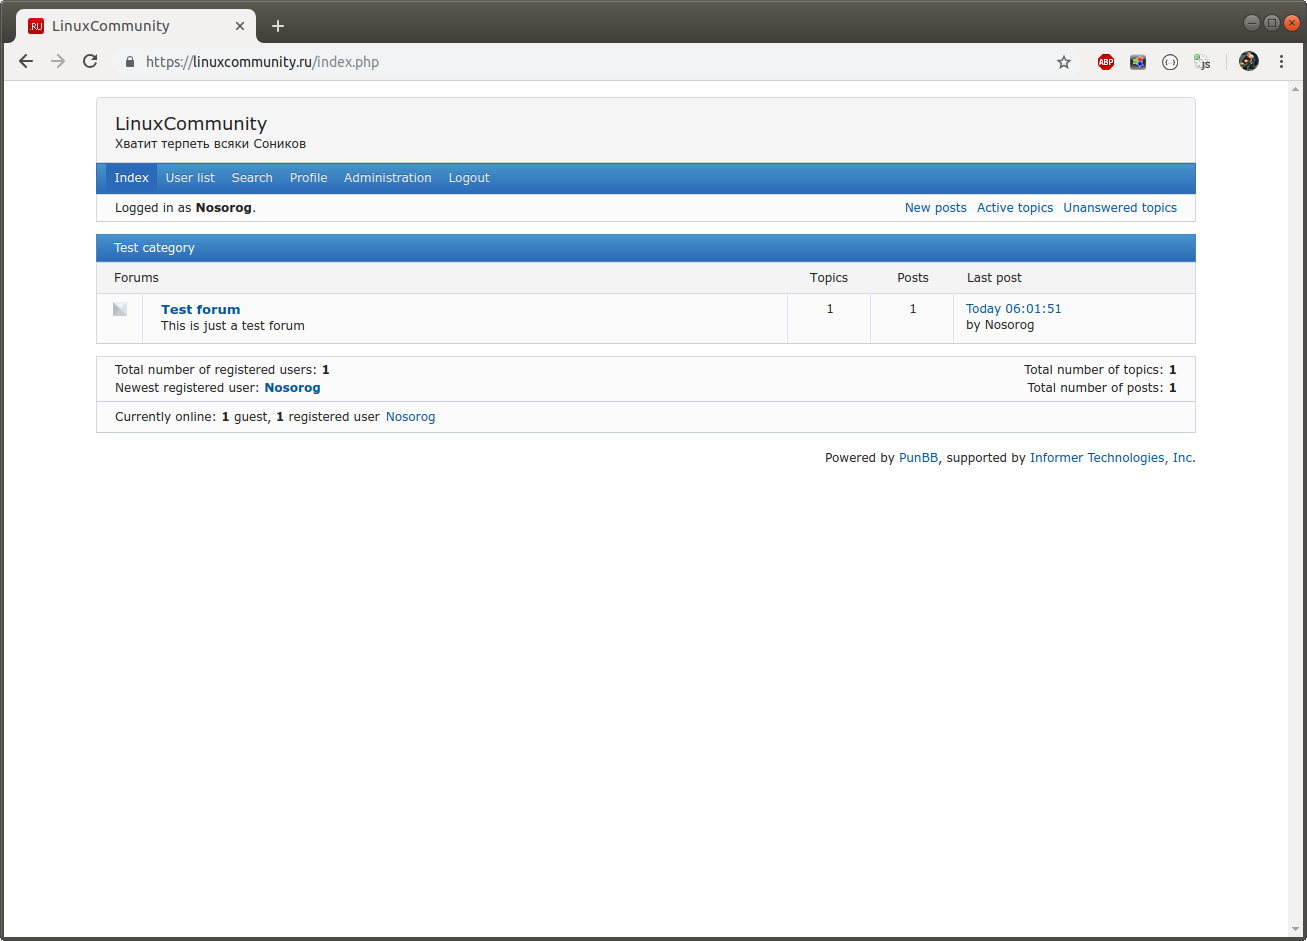 .RU LinuxCommunity
https://linuxcommunity.ru/index.php
ABP
js
LinuxCommunity
Хватит терпеть всяки Соников
Index User list Search Profile Administration Logout
Logged in as Nosorog. New posts Active topics Unanswered topics
Test category
Forums Topics Posts Last post
Test forum 1 1 Today 06:01:51
This is just a test forum by Nosorog
Total number of registered users: 1 Total number of topics: 1
Newest registered user: Nosorog Total number of posts: 1
Currently online: 1 guest, 1 registered user Nosorog
Powered by PunBB, supported by Informer Technologies, Inc.